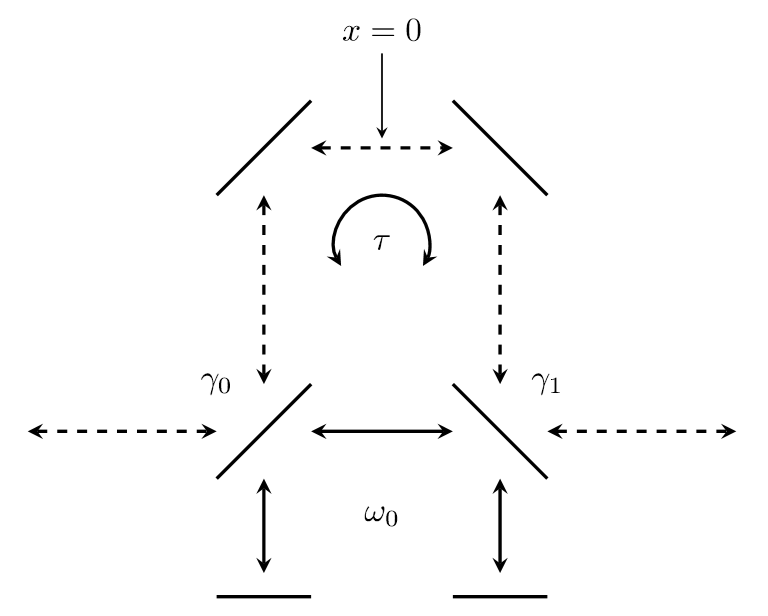 x = 0
τ
γ₀ γ₁
ω₀